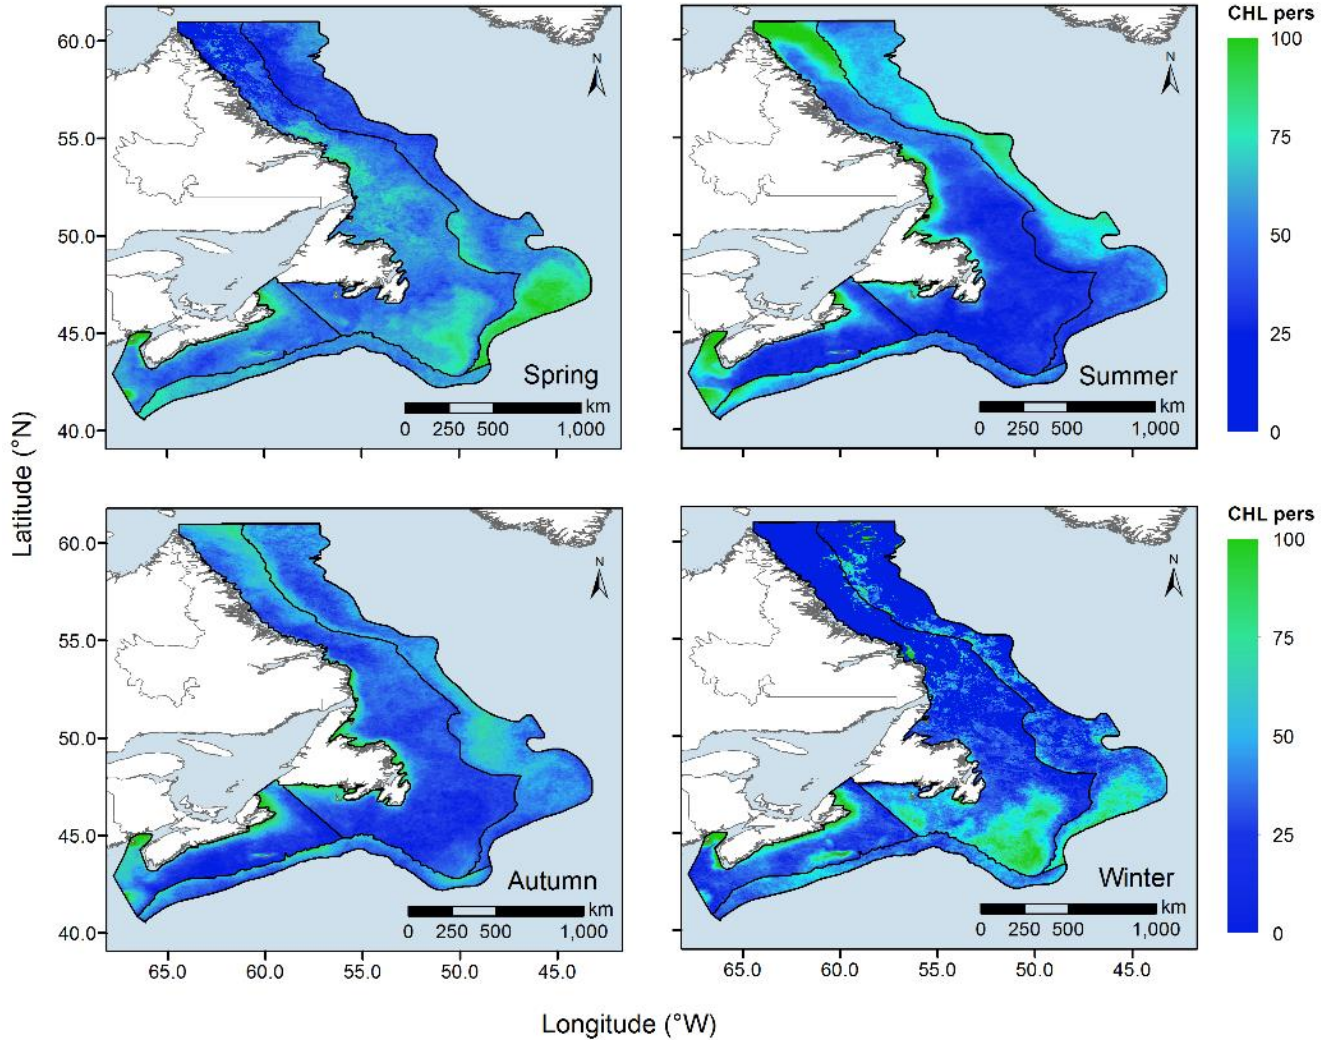 CHL pers
60.0
55.0
50.0
45.0
40.0
N
Spring
km
0 250 500 1,000
N
Summer
km
0 250 500 1,000
100
75
50
25
0
Latitude (°N)
CHL pers
60.0
55.0
50.0
45.0
40.0
N
Autumn
km
0 250 500 1,000
65.0 60.0 55.0 50.0 45.0
N
Winter
km
0 250 500 1,000
65.0 60.0 55.0 50.0 45.0
100
75
50
25
0
Longitude (°W)